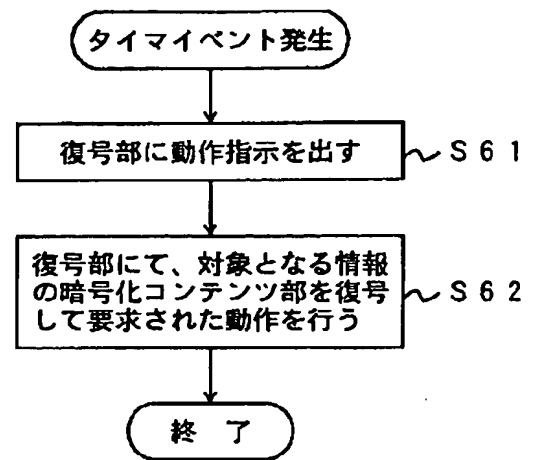 タイマイベント発生
復号部に動作指示を出す
S61
復号部にて、対象となる情報
の暗号化コンテンツ部を復号
して要求された動作を行う
S62
終 了